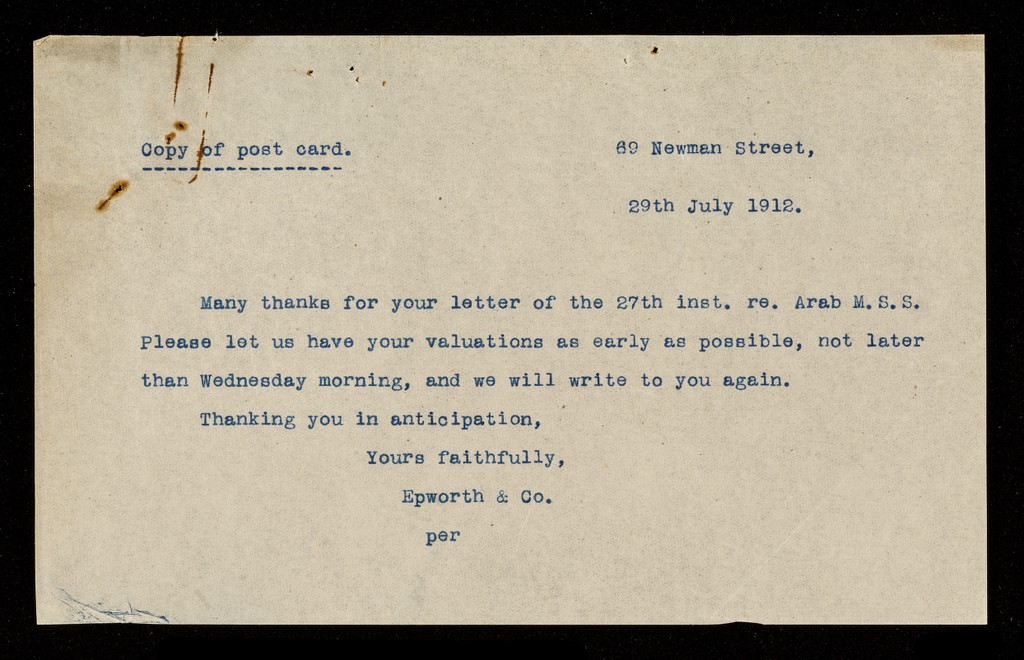 Copy of post card.
69 Newman Street,
29th July 1912.
Many thanks for your letter of the 27th inst. re. Arab M.S.S.
Please let us have your valuations as early as possible, not later
than Wednesday morning, and we will write to you again.
Thanking you in anticipation,
Yours faithfully,
Epworth & Co.
per